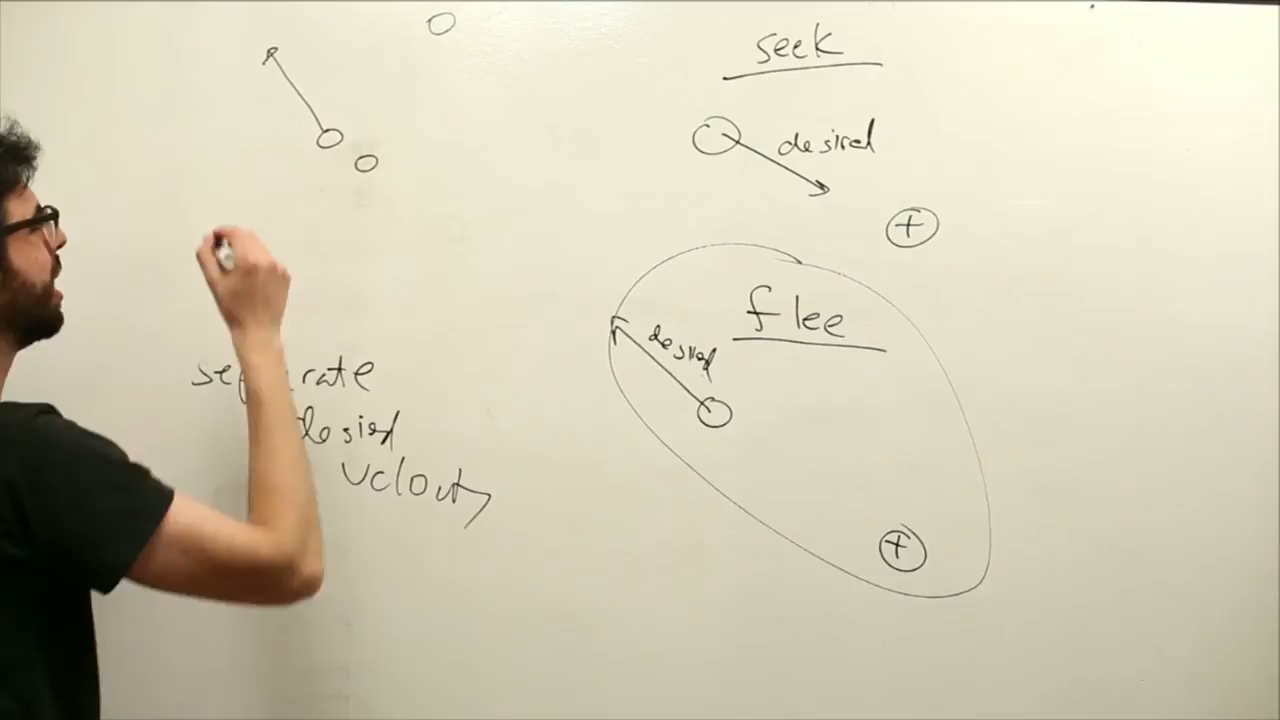 seek
desired
+
flee
desired
+
separate
desired
velocity